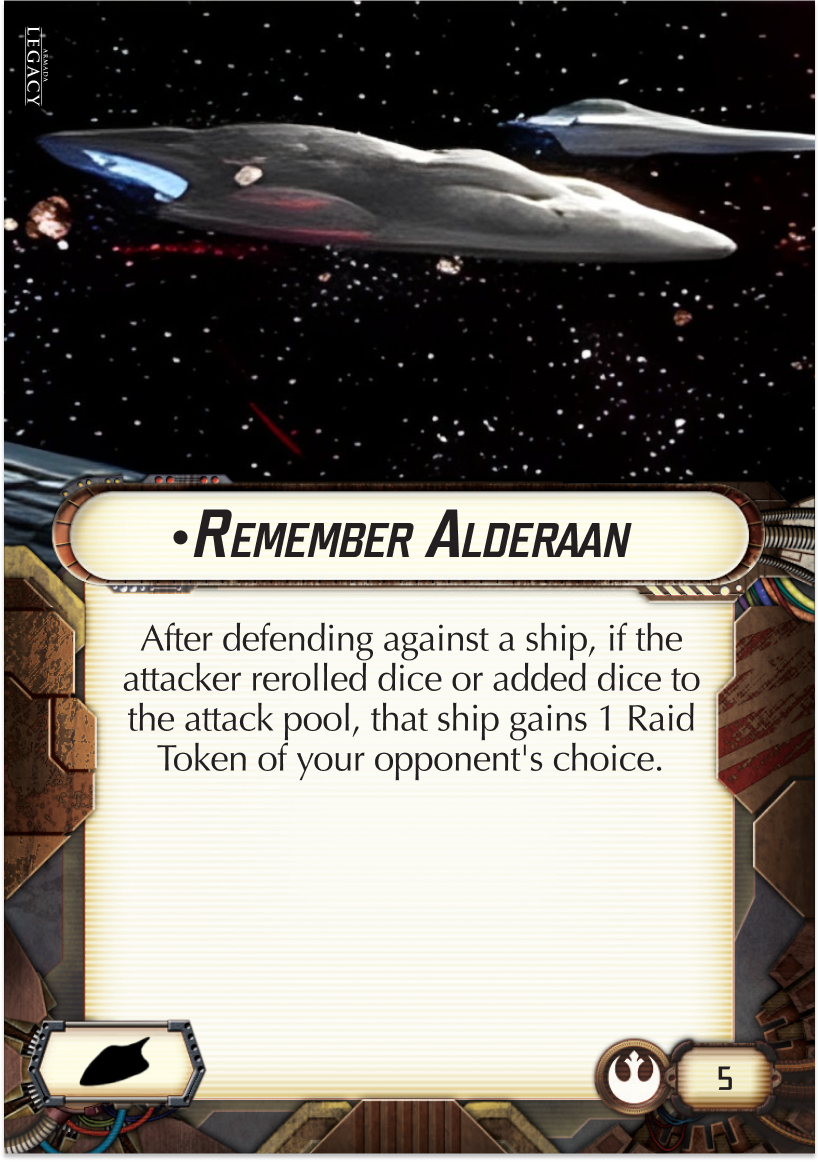 ARMADA
LEGACY
•REMEMBER ALDERAAN
After defending against a ship, if the
attacker rerolled dice or added dice to
the attack pool, that ship gains 1 Raid
Token of your opponent's choice.
5